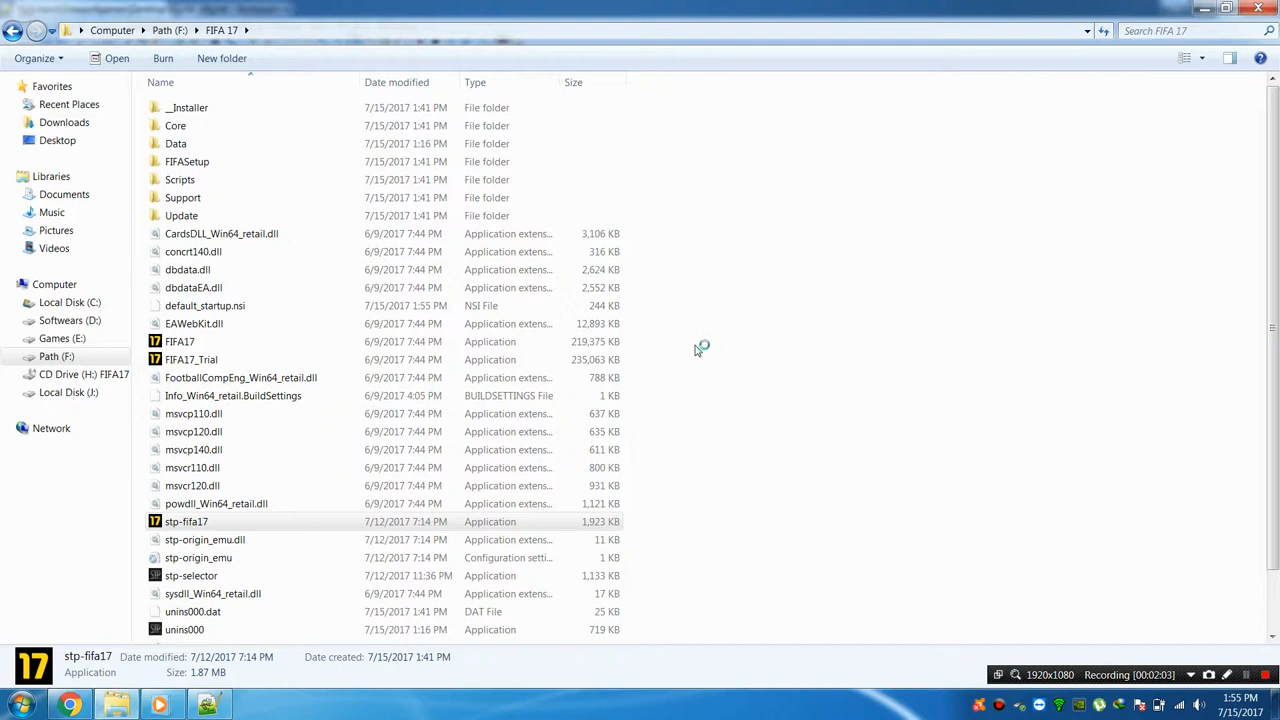 Computer Path (F:) FIFA 17 Search FIFA 17
Organize Open Burn New folder
Favorites
Recent Places
Downloads
Desktop
Libraries
Documents
Music
Pictures
Videos
Computer
Local Disk (C:)
Softwears (D:)
Games (E:)
Path (F:)
CD Drive (H:) FIFA17
Local Disk (J:)
Network
Name Date modified Type Size
__Installer 7/15/2017 1:41 PM File folder
Core 7/15/2017 1:41 PM File folder
Data 7/15/2017 1:16 PM File folder
FIFASetup 7/15/2017 1:41 PM File folder
Scripts 7/15/2017 1:41 PM File folder
Support 7/15/2017 1:41 PM File folder
Update 7/15/2017 1:41 PM File folder
CardsDLL_Win64_retail.dll 6/9/2017 7:44 PM Application extens... 3,106 KB
concrt140.dll 6/9/2017 7:44 PM Application extens... 316 KB
dbdata.dll 6/9/2017 7:44 PM Application extens... 2,624 KB
dbdataEA.dll 6/9/2017 7:44 PM Application extens... 2,552 KB
default_startup.nsi 7/15/2017 1:55 PM NSI File 244 KB
EAWebKit.dll 6/9/2017 7:44 PM Application extens... 12,893 KB
17 FIFA17 6/9/2017 7:44 PM Application 219,375 KB
17 FIFA17_Trial 6/9/2017 7:44 PM Application 235,063 KB
FootballCompEng_Win64_retail.dll 6/9/2017 7:44 PM Application extens... 788 KB
Info_Win64_retail.BuildSettings 6/9/2017 4:05 PM BUILDSETTINGS File 1 KB
msvcp110.dll 6/9/2017 7:44 PM Application extens... 637 KB
msvcp120.dll 6/9/2017 7:44 PM Application extens... 635 KB
msvcp140.dll 6/9/2017 7:44 PM Application extens... 611 KB
msvcr110.dll 6/9/2017 7:44 PM Application extens... 800 KB
msvcr120.dll 6/9/2017 7:44 PM Application extens... 931 KB
powdll_Win64_retail.dll 6/9/2017 7:44 PM Application extens... 1,121 KB
17 stp-fifa17 7/12/2017 7:14 PM Application 1,923 KB
stp-origin_emu.dll 7/12/2017 7:14 PM Application extens... 11 KB
stp-origin_emu 7/12/2017 7:14 PM Configuration setti... 1 KB
stp-selector 7/12/2017 11:36 PM Application 1,133 KB
sysdll_Win64_retail.dll 6/9/2017 7:44 PM Application extens... 17 KB
unins000.dat 7/15/2017 1:41 PM DAT File 25 KB
unins000 7/15/2017 1:16 PM Application 719 KB
17
stp-fifa17 Date modified: 7/12/2017 7:14 PM Date created: 7/15/2017 1:41 PM
Application Size: 1.87 MB
1920x1080 Recording [00:02:03]
1:55 PM
7/15/2017